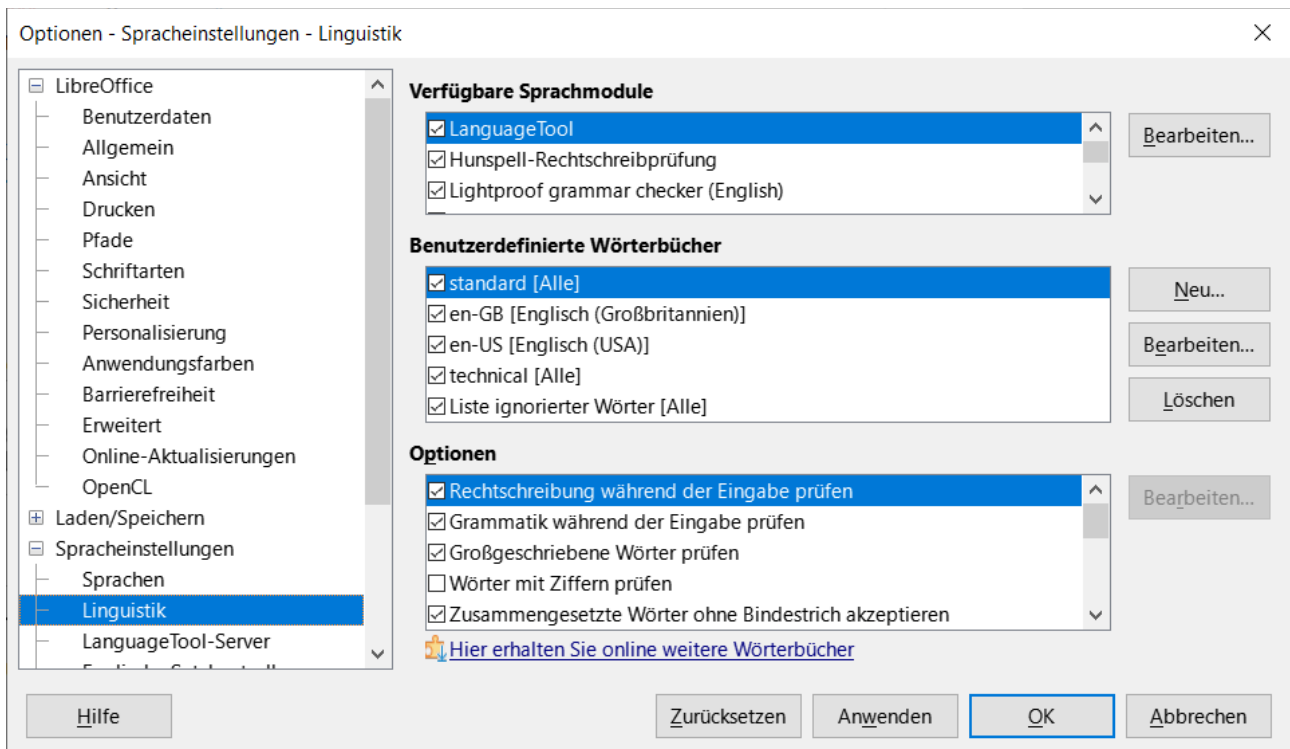 Optionen - Spracheinstellungen - Linguistik
LibreOffice
Benutzerdaten
Allgemein
Ansicht
Drucken
Pfade
Schriftarten
Sicherheit
Personalisierung
Anwendungsfarben
Barrierefreiheit
Erweitert
Online-Aktualisierungen
OpenCL
Laden/Speichern
Spracheinstellungen
Sprachen
Linguistik
LanguageTool-Server
Verfügbare Sprachmodule
LanguageTool
Hunspell-Rechtschreibprüfung
Lightproof grammar checker (English)
Bearbeiten...
Benutzerdefinierte Wörterbücher
standard [Alle]
en-GB [Englisch (Großbritannien)]
en-US [Englisch (USA)]
technical [Alle]
Liste ignorierter Wörter [Alle]
Neu...
Bearbeiten...
Löschen
Optionen
Rechtschreibung während der Eingabe prüfen
Grammatik während der Eingabe prüfen
Großgeschriebene Wörter prüfen
Wörter mit Ziffern prüfen
Zusammengesetzte Wörter ohne Bindestrich akzeptieren
Bearbeiten...
Hier erhalten Sie online weitere Wörterbücher
Hilfe
Zurücksetzen
Anwenden
OK
Abbrechen